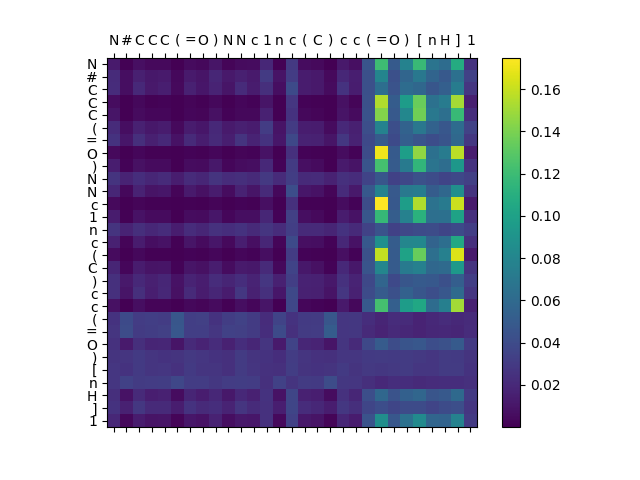 N#CCC(=O)NNc1nc(C)cc(=O)[nH]1
N
#
C
C
C
(
=
O
)
N
N
c
1
n
c
(
C
)
c
c
(
=
O
)
[
n
H
]
1
0.16
0.14
0.12
0.10
0.08
0.06
0.04
0.02